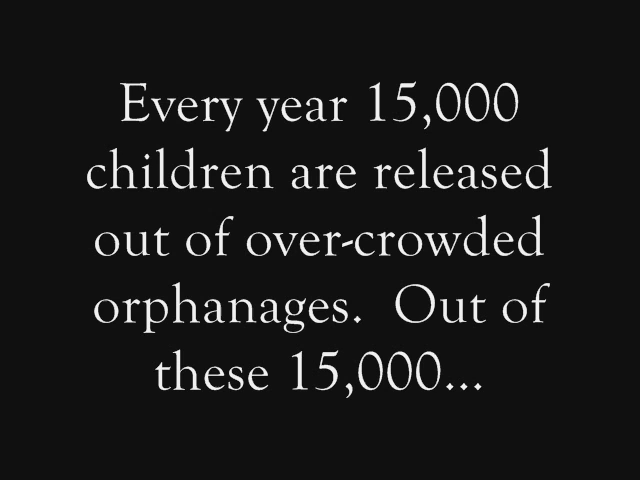 Every year 15,000
children are released
out of over-crowded
orphanages.  Out of
these 15,000...